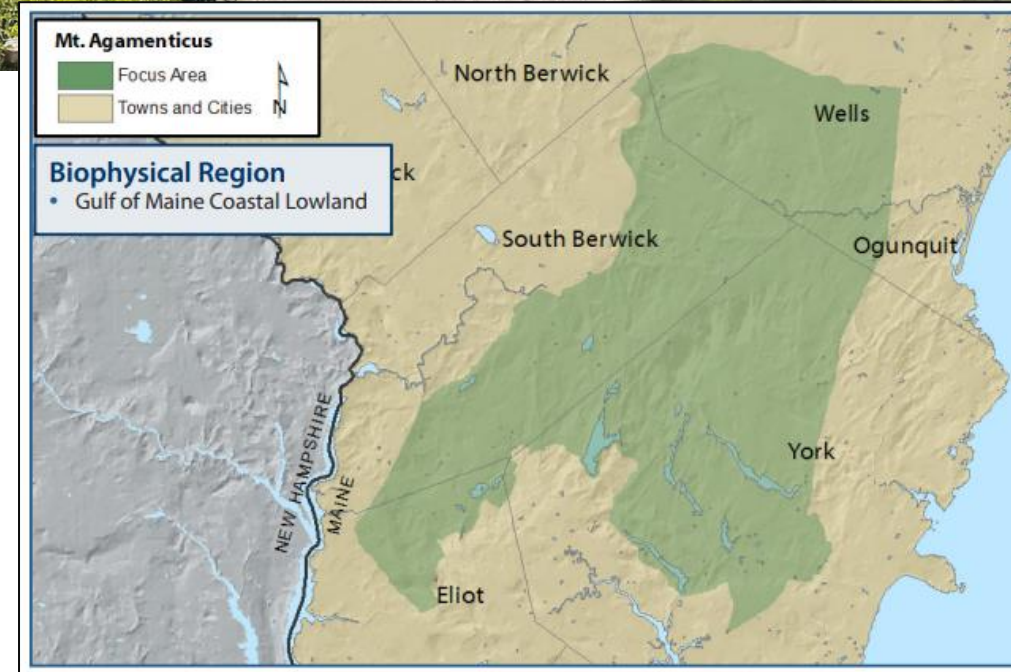 Mt. Agamenticus
Focus Area
Towns and Cities
N
Biophysical Region
• Gulf of Maine Coastal Lowland
North Berwick
Wells
ck
South Berwick
Ogunquit
NEW HAMPSHIRE
MAINE
York
Eliot